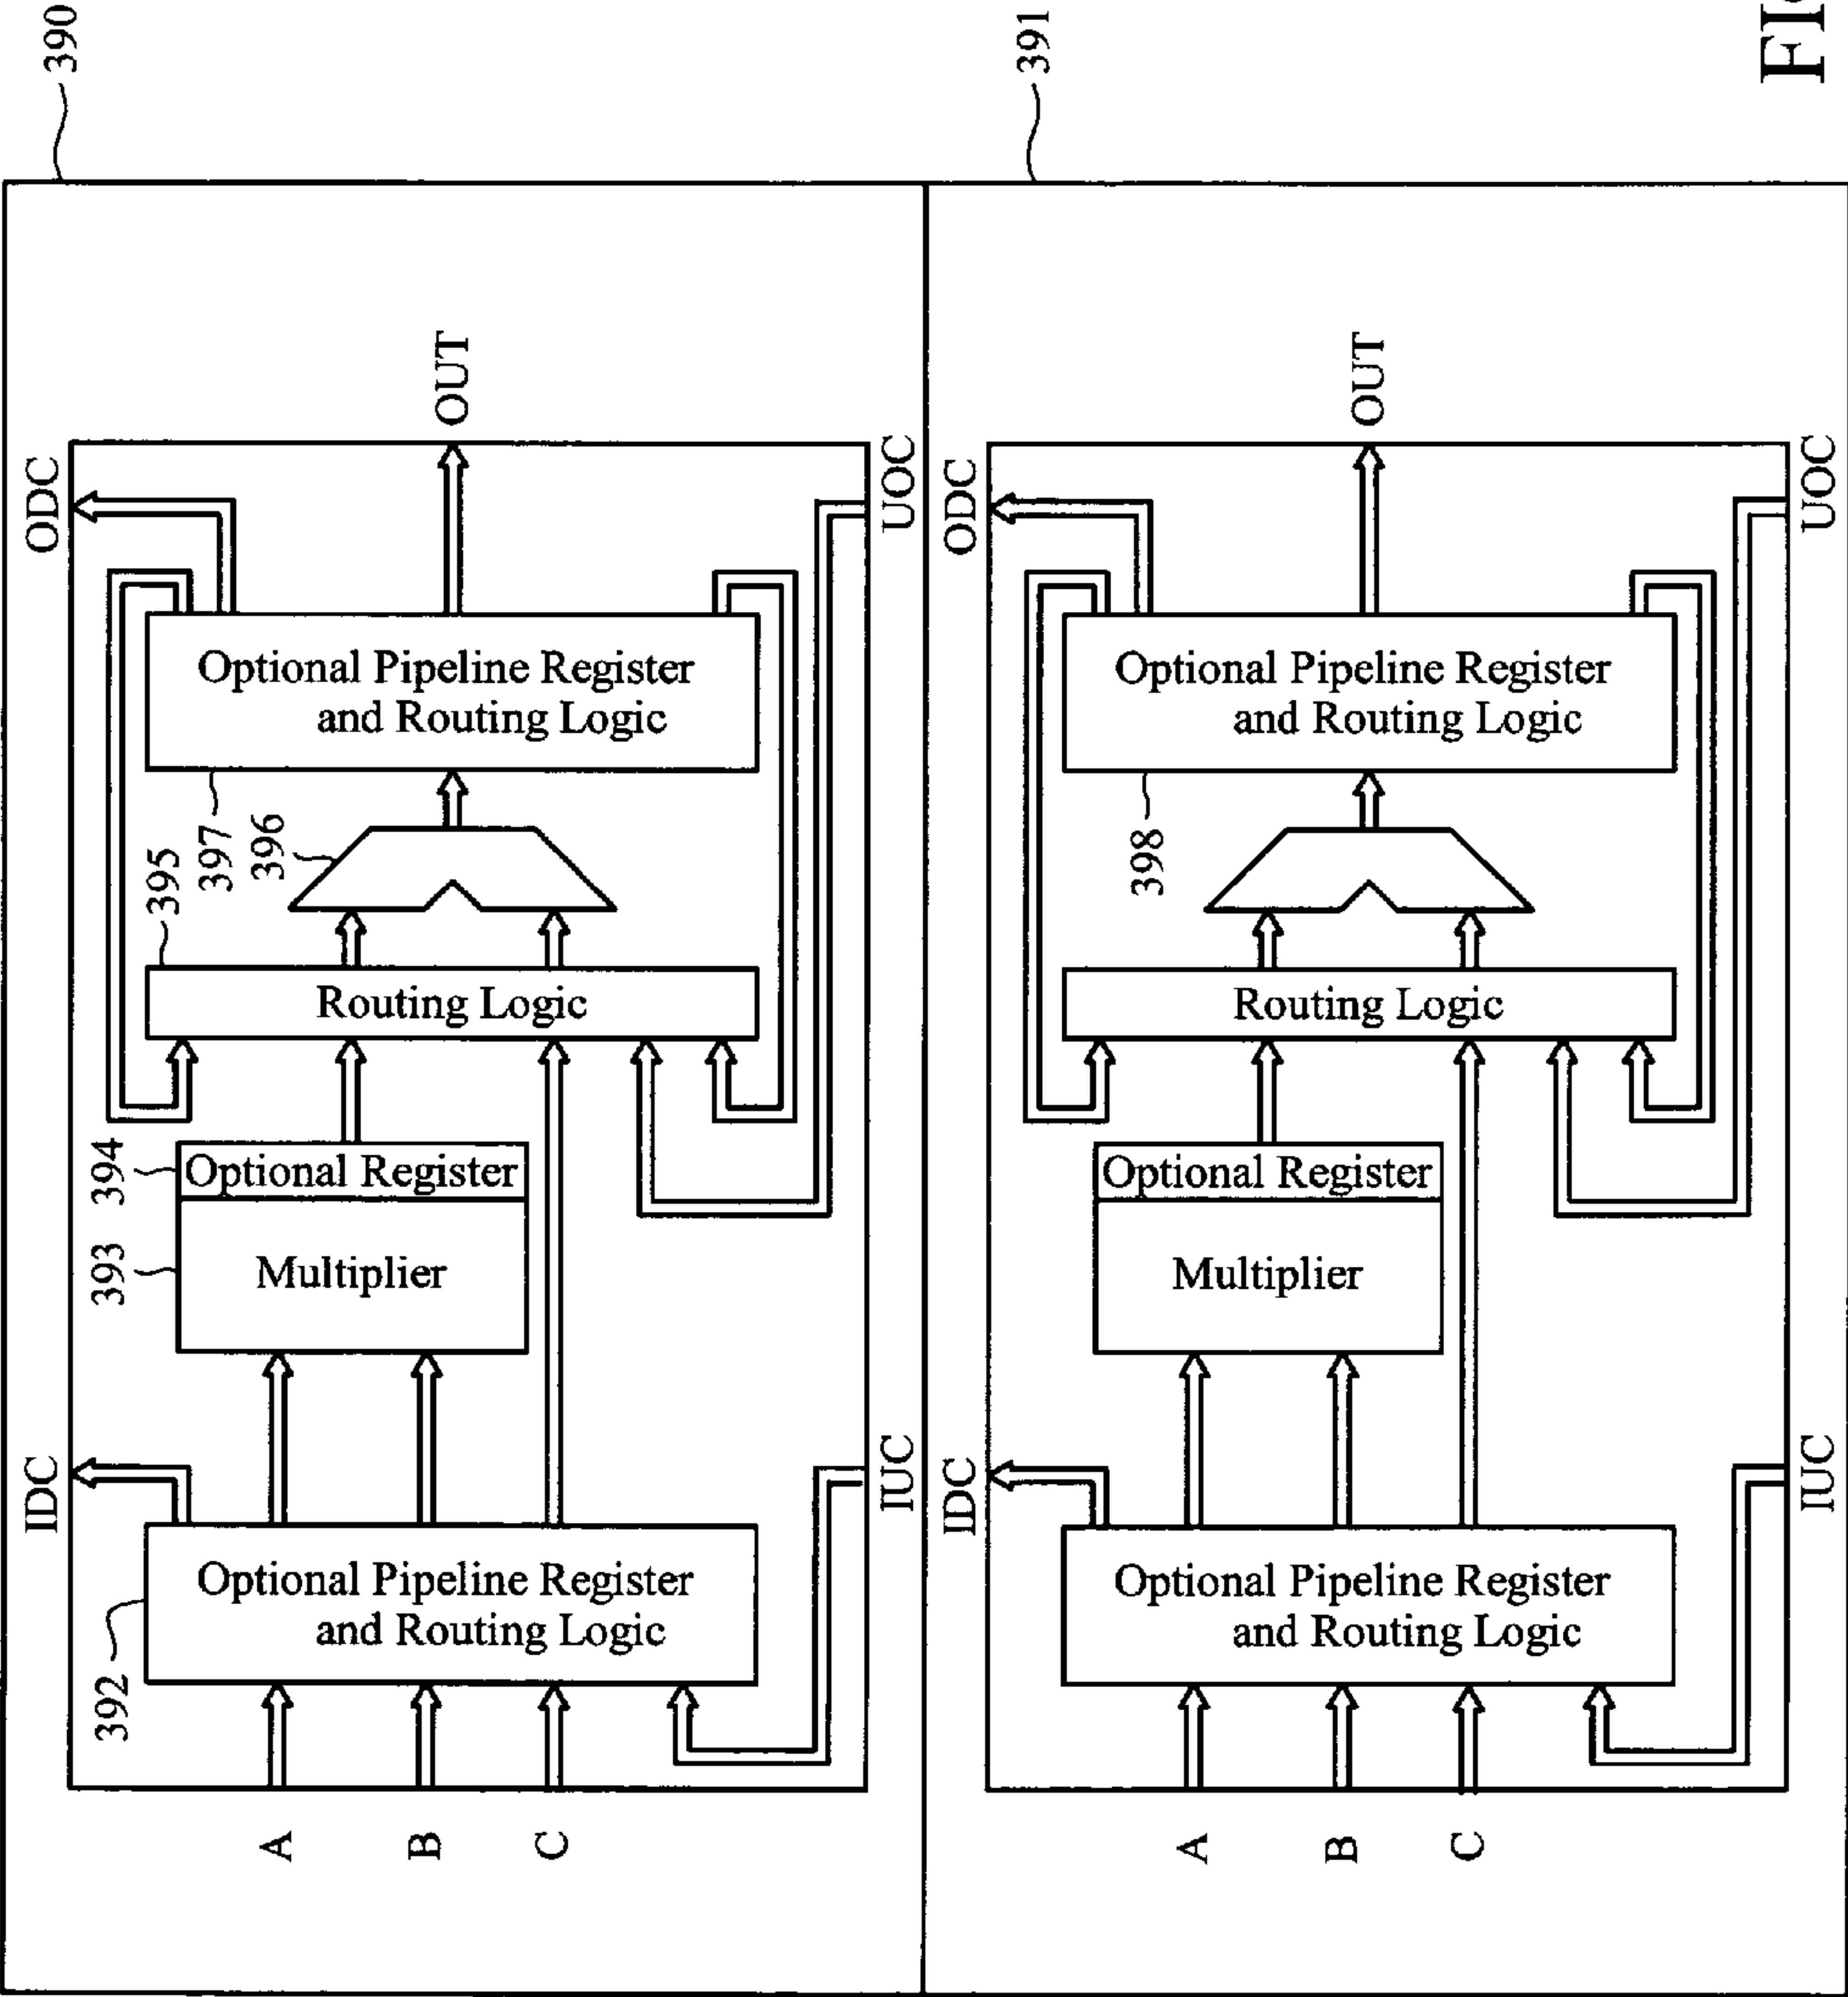 390
ODC
OUT
UOC
Optional Pipeline Register
and Routing Logic
397
396
395
Routing Logic
394
Optional Register
393
Multiplier
IDC
IUC
Optional Pipeline Register
and Routing Logic
392
A
B
C
391
ODC
OUT
UOC
Optional Pipeline Register
and Routing Logic
398
Routing Logic
Optional Register
Multiplier
IDC
IUC
Optional Pipeline Register
and Routing Logic
A
B
C